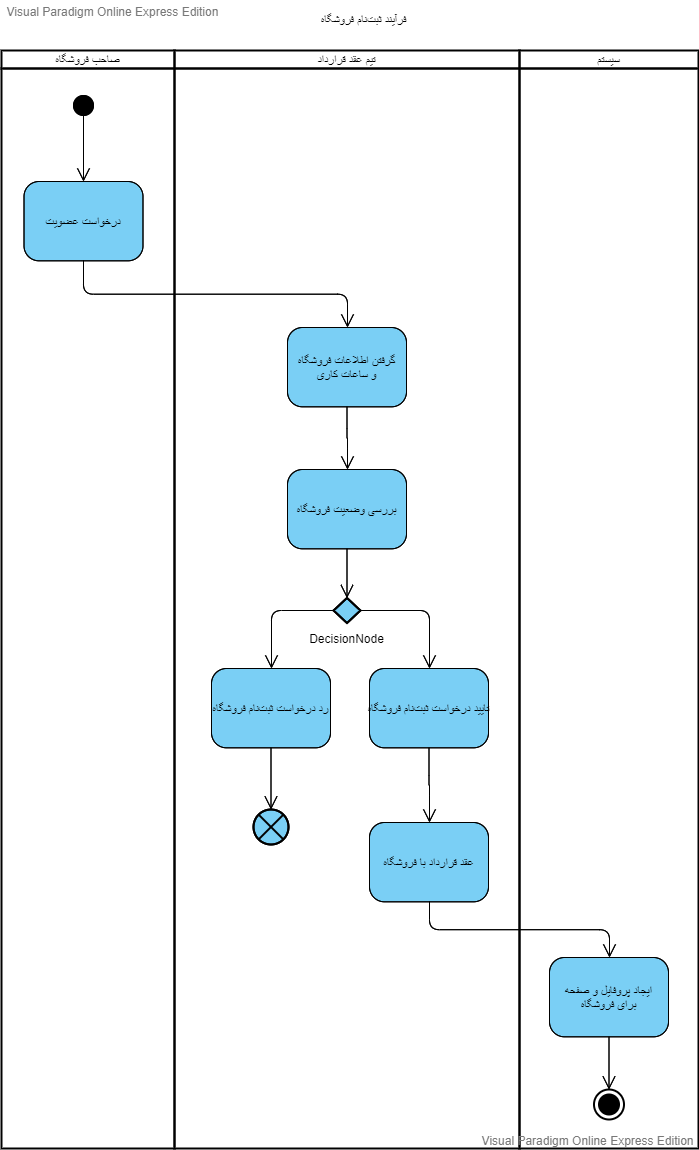 Visual Paradigm Online Express Edition
فرآیند ثبت‌نام فروشگاه
سیستم
تیم عقد قرارداد
صاحب فروشگاه
درخواست عضویت
گرفتن اطلاعات فروشگاه
و ساعات کاری
بررسی وضعیت فروشگاه
DecisionNode
تایید درخواست ثبت‌نام فروشگاه
رد درخواست ثبت‌نام فروشگاه
عقد قرارداد با فروشگاه
ایجاد پروفایل و صفحه
برای فروشگاه
Visual Paradigm Online Express Edition